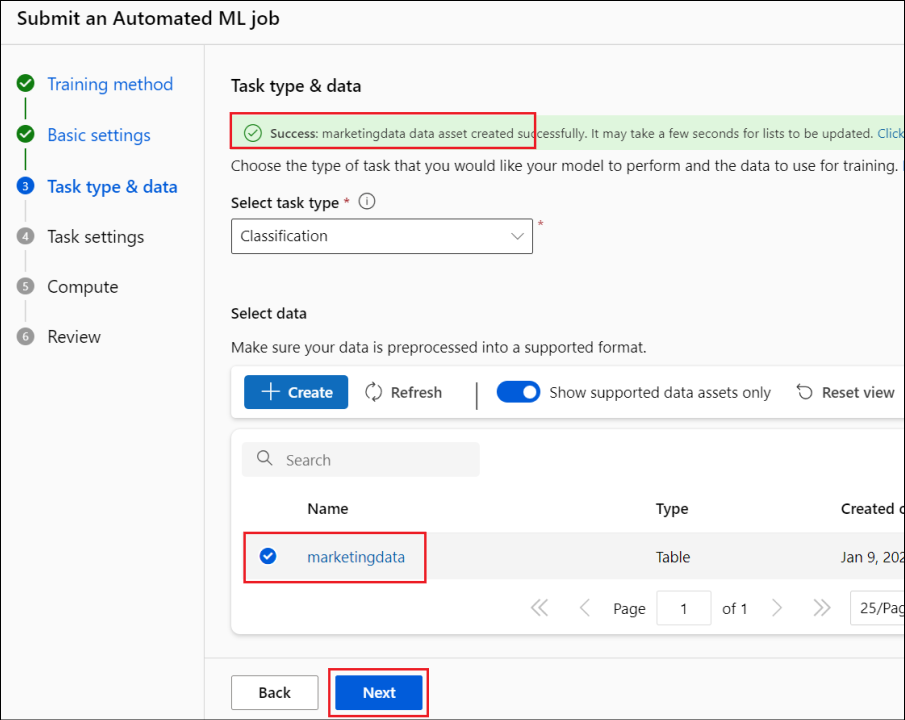 Submit an Automated ML job
Training method
Basic settings
3 Task type & data
4 Task settings
5 Compute
6 Review
Task type & data
Success: marketingdata data asset created successfully. It may take a few seconds for lists to be updated. Click
Choose the type of task that you would like your model to perform and the data to use for training.
Select task type * i
Classification *
Select data
Make sure your data is preprocessed into a supported format.
+ Create Refresh | Show supported data assets only Reset view
Search
Name Type Created
marketingdata Table Jan 9, 202
Page 1 of 1 25/Pag
Back Next